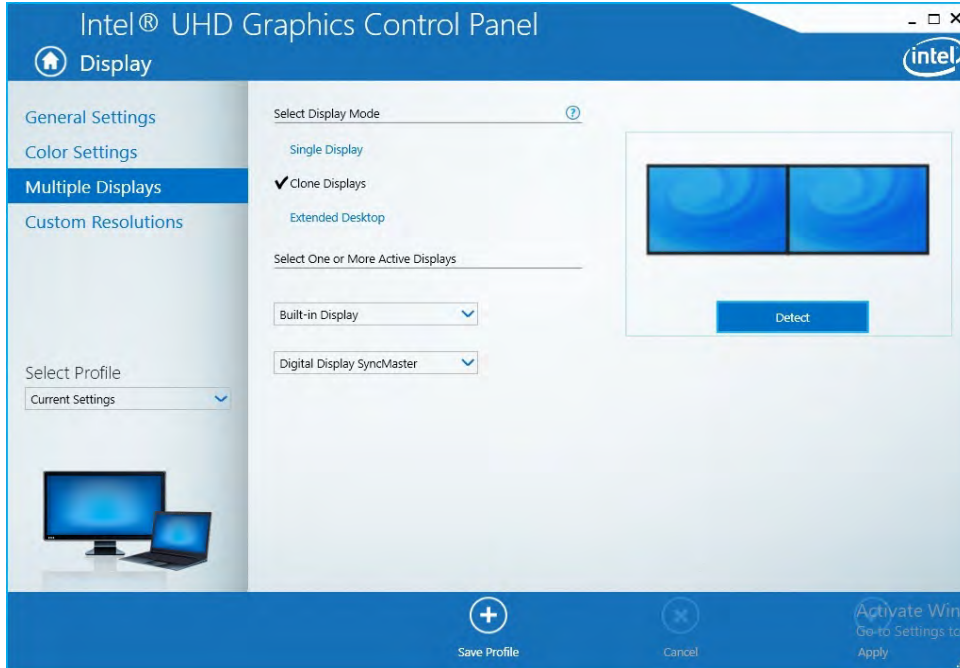 Intel® UHD Graphics Control Panel
intel
Display
General Settings
Color Settings
Multiple Displays
Custom Resolutions
Select Profile
Current Settings
Select Display Mode
Single Display
Clone Displays
Extended Desktop
Select One or More Active Displays
Built-in Display
Digital Display SyncMaster
Detect
Save Profile
Cancel
Apply
Activate Win
Go to Settings to